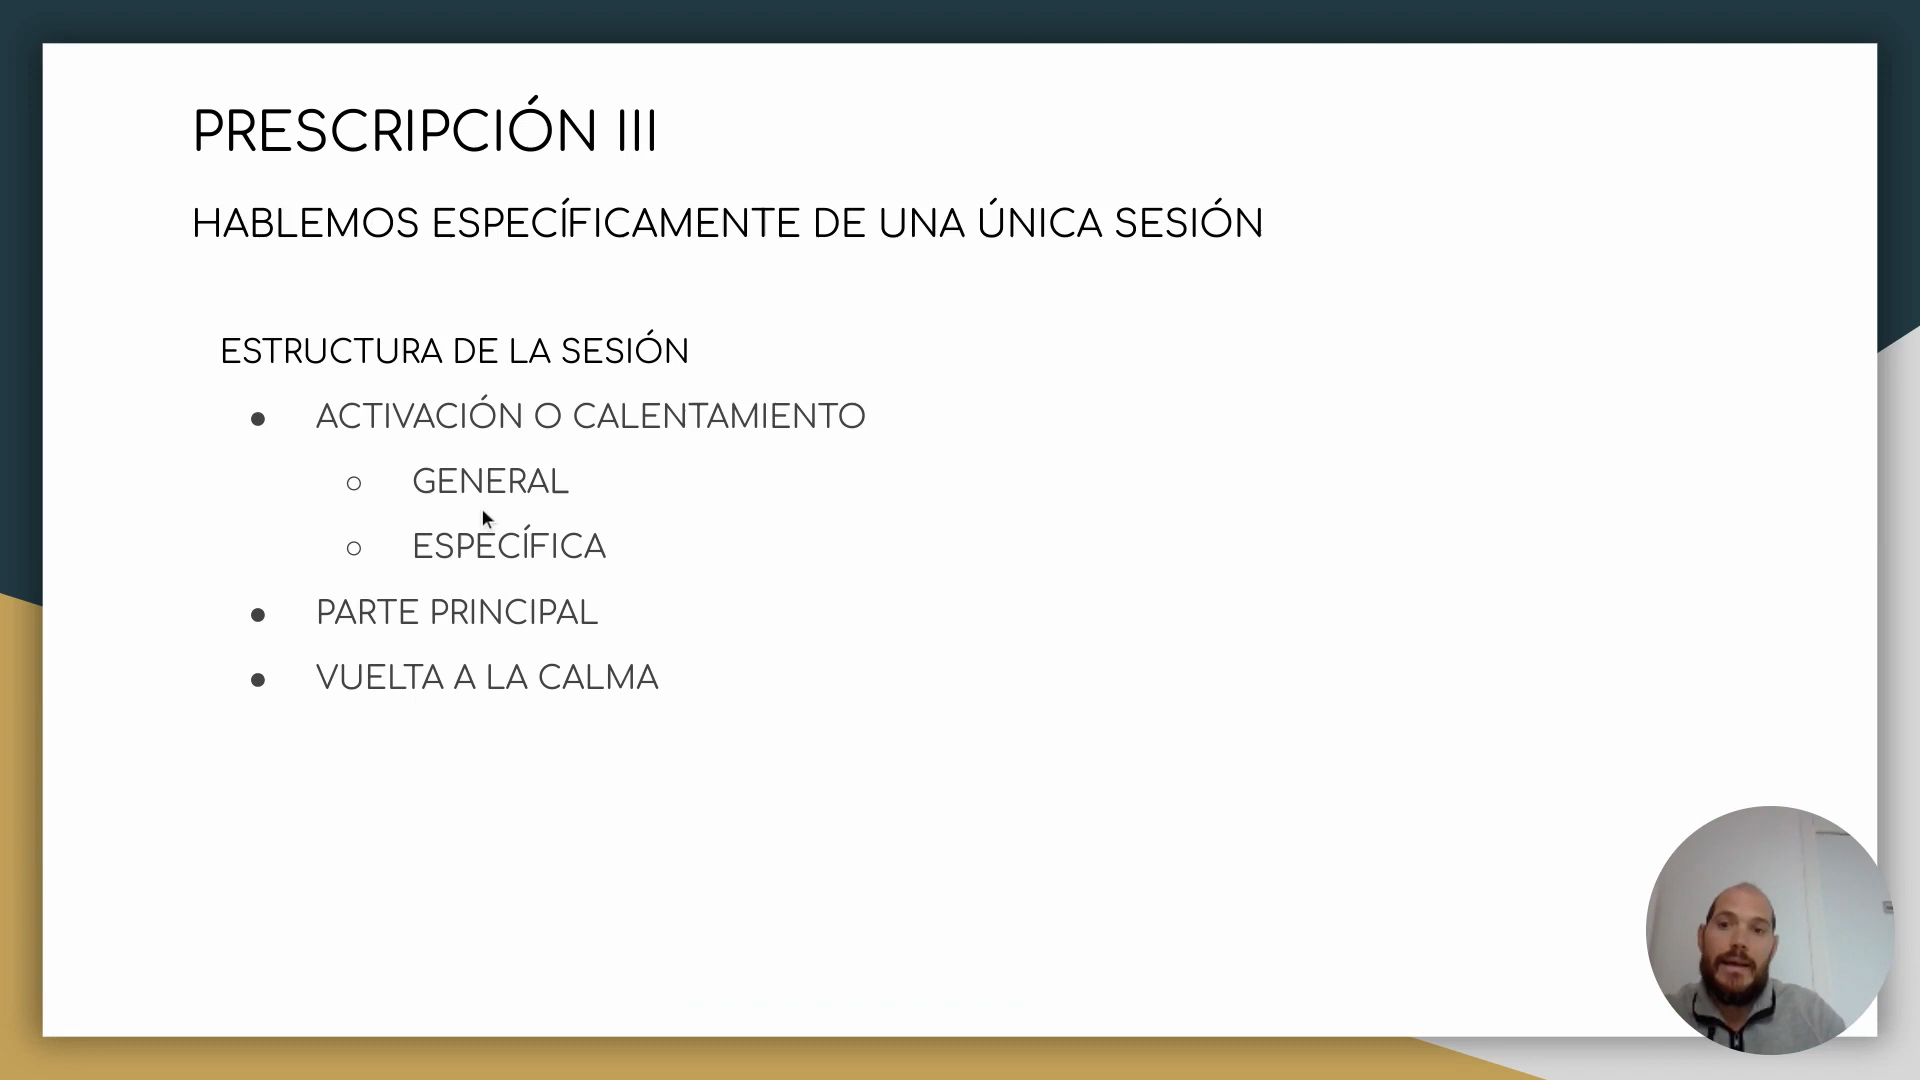 PRESCRIPCIÓN III
HABLEMOS ESPECÍFICAMENTE DE UNA ÚNICA SESIÓN
ESTRUCTURA DE LA SESIÓN
● ACTIVACIÓN O CALENTAMIENTO
○ GENERAL
○ ESPECÍFICA
● PARTE PRINCIPAL
● VUELTA A LA CALMA